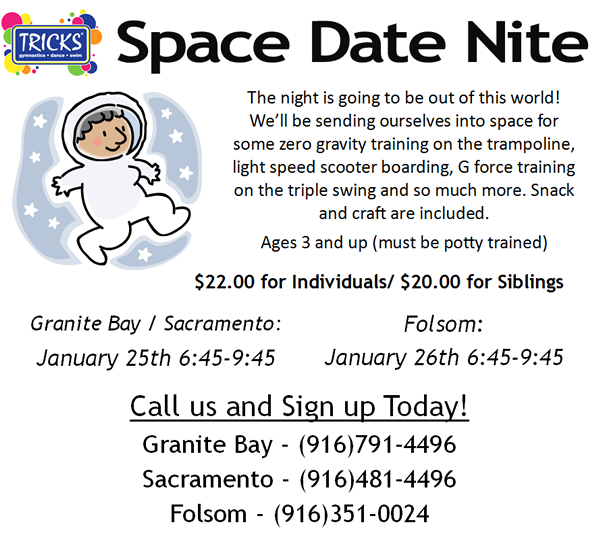 TRICKS
gymnastics • dance • swim
Space Date Nite
The night is going to be out of this world!
We’ll be sending ourselves into space for
some zero gravity training on the trampoline,
light speed scooter boarding, G force training
on the triple swing and so much more. Snack
and craft are included.
Ages 3 and up (must be potty trained)
$22.00 for Individuals/ $20.00 for Siblings
Granite Bay / Sacramento:
January 25th 6:45-9:45
Folsom:
January 26th 6:45-9:45
Call us and Sign up Today!
Granite Bay - (916)791-4496
Sacramento - (916)481-4496
Folsom - (916)351-0024